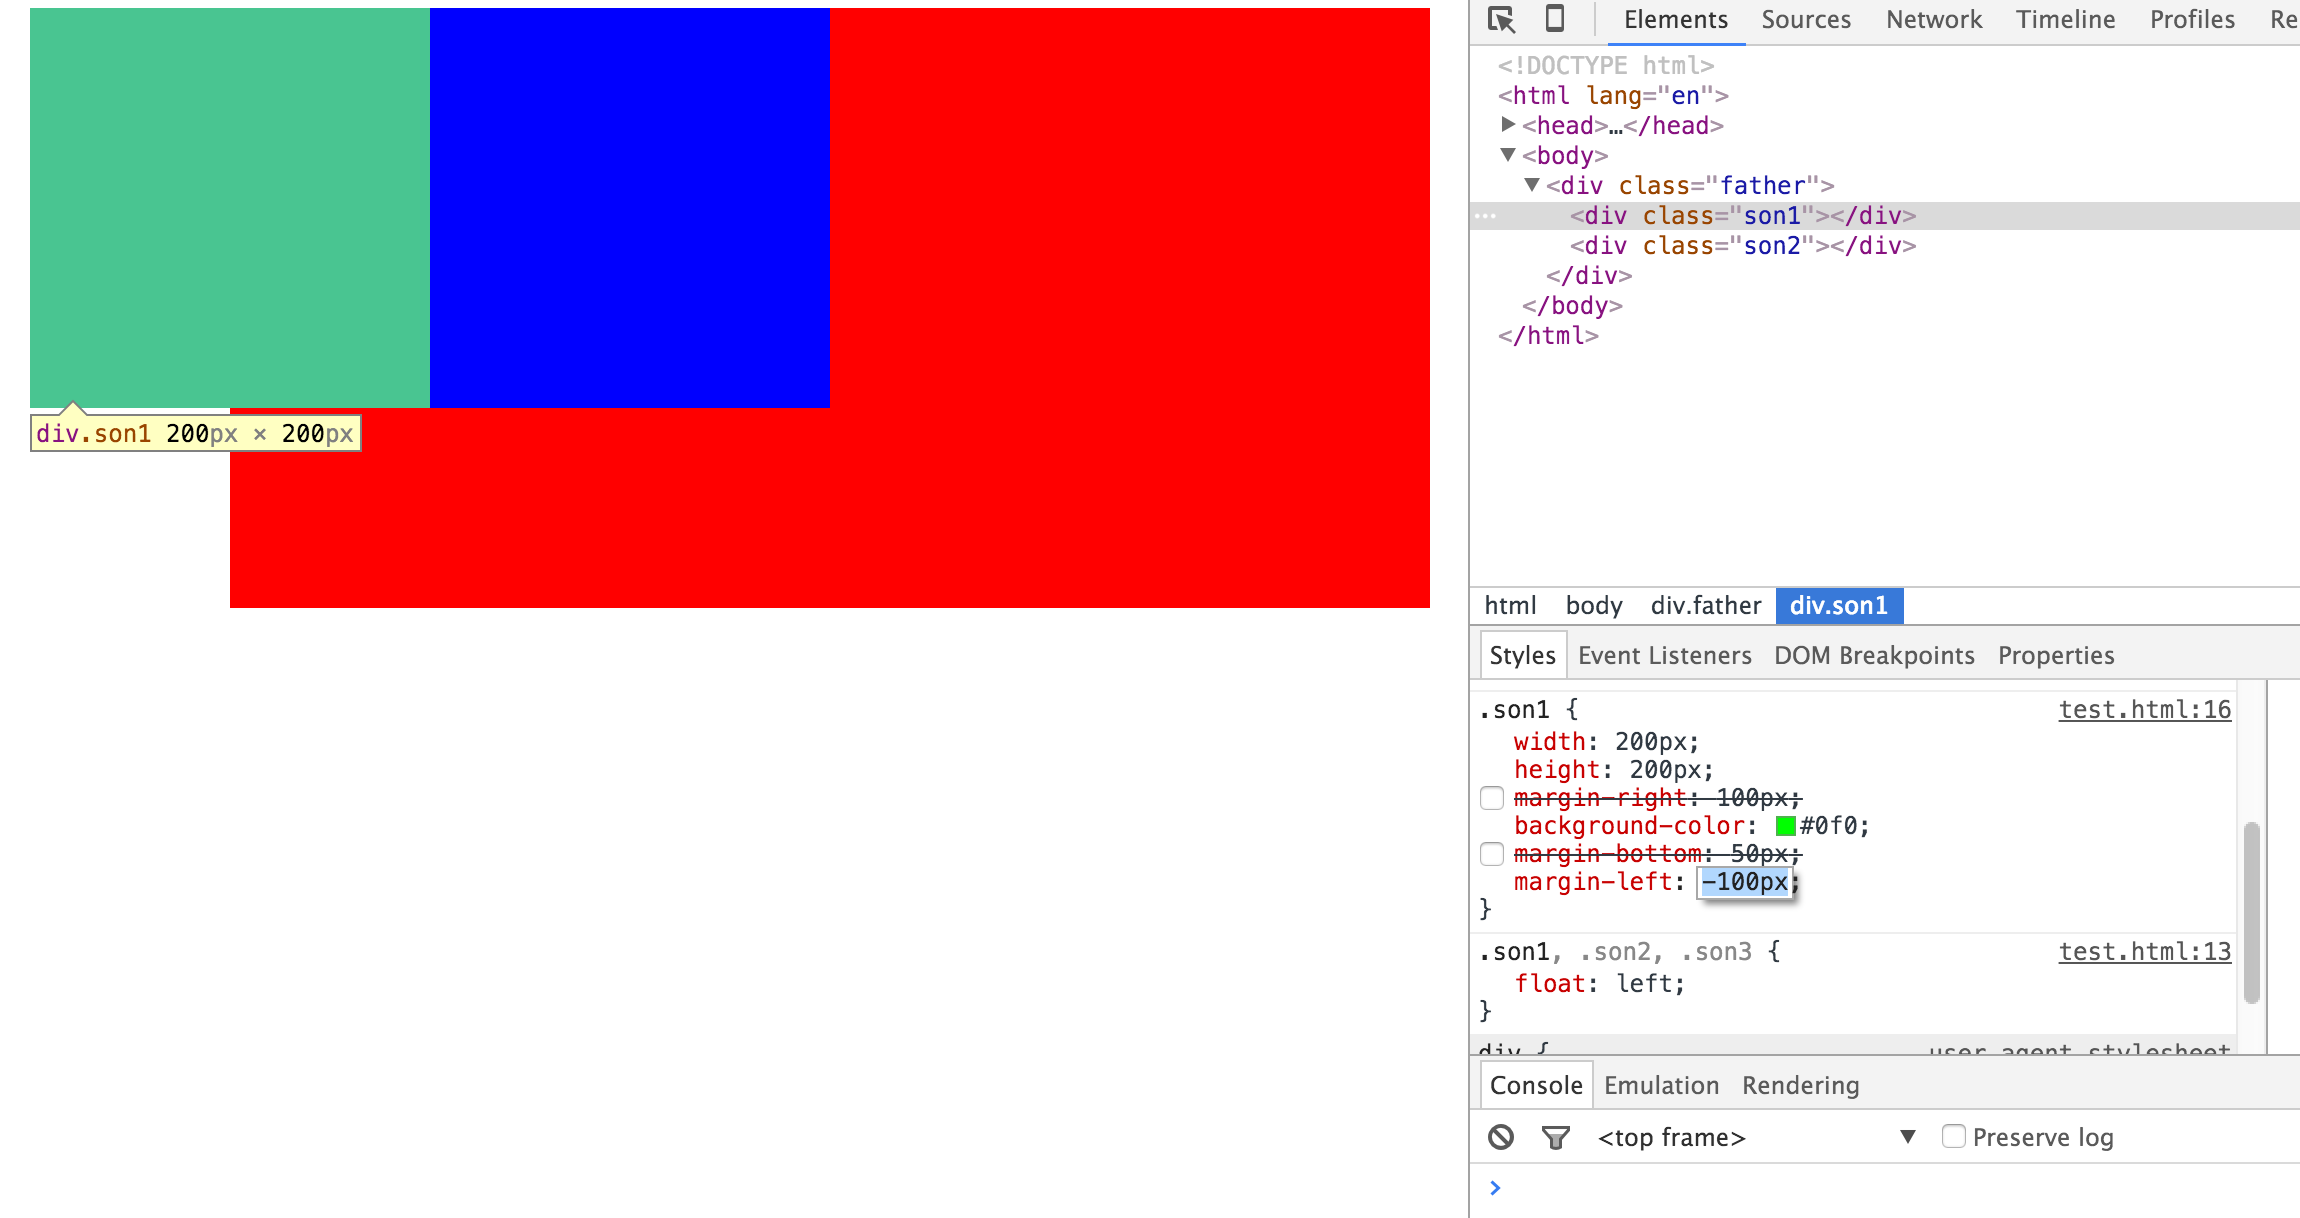 div.son1 200px × 200px
Elements Sources Network Timeline Profiles Re
<!DOCTYPE html>
<html lang="en">
<head>…</head>
<body>
<div class="father">
<div class="son1"></div>
<div class="son2"></div>
</div>
</body>
</html>
html body div.father div.son1
Styles Event Listeners DOM Breakpoints Properties
.son1 { test.html:16
width: 200px;
height: 200px;
margin-right: 100px;
background-color: #0f0;
margin-bottom: 50px;
margin-left: -100px;
}
.son1, .son2, .son3 { test.html:13
float: left;
}
div { user agent stylesheet
Console Emulation Rendering
<top frame> Preserve log